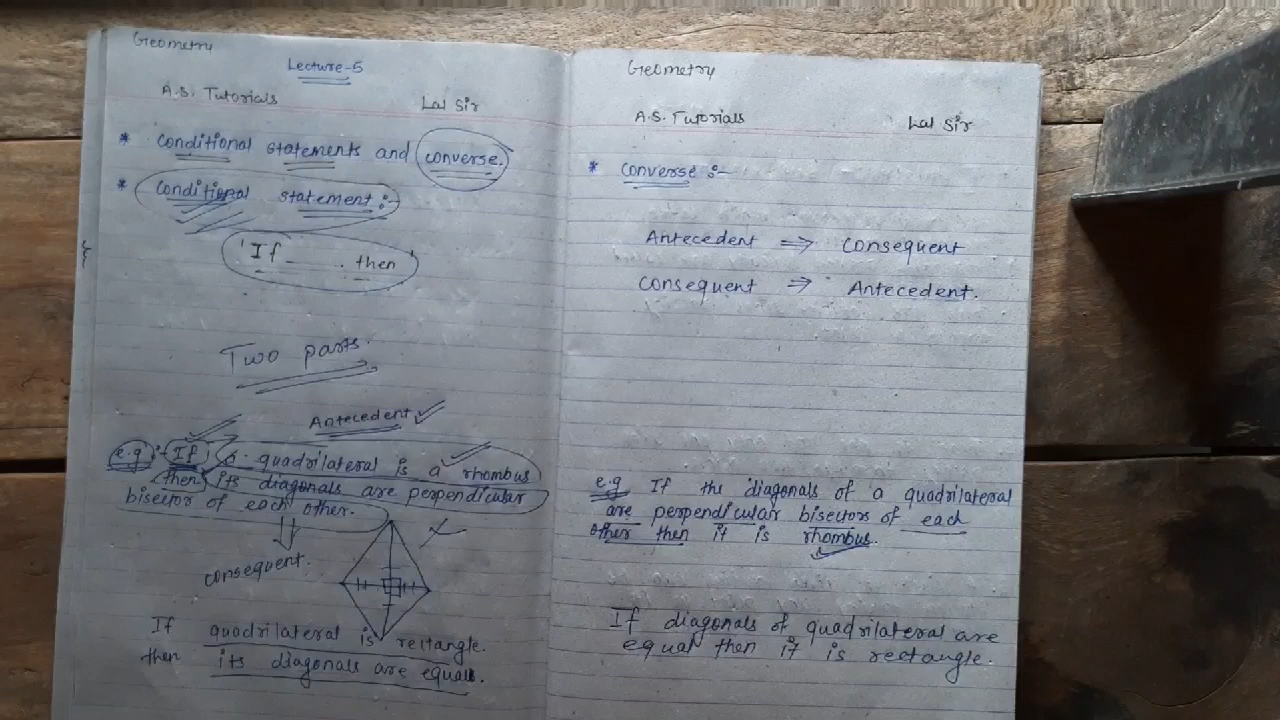 Geometry
Lecture-5
A.S. Tutorials Lal Sir
* Conditional statements and converse.
* Conditional statement :-
'If ..... then'
Two parts.
Antecedent
e.g :- If a quadrilateral is a rhombus
then its diagonals are perpendicular
bisector of each other.
consequent.
If quadrilateral is rectangle.
then its diagonals are equal.
Geometry
A.S. Tutorials Lal Sir
* Converse :-
Antecedent ⇒ Consequent
Consequent ⇒ Antecedent.
e.g If the diagonals of a quadrilateral
are perpendicular bisectors of each
other then it is rhombus.
If diagonals of quadrilateral are
equal then it is rectangle.